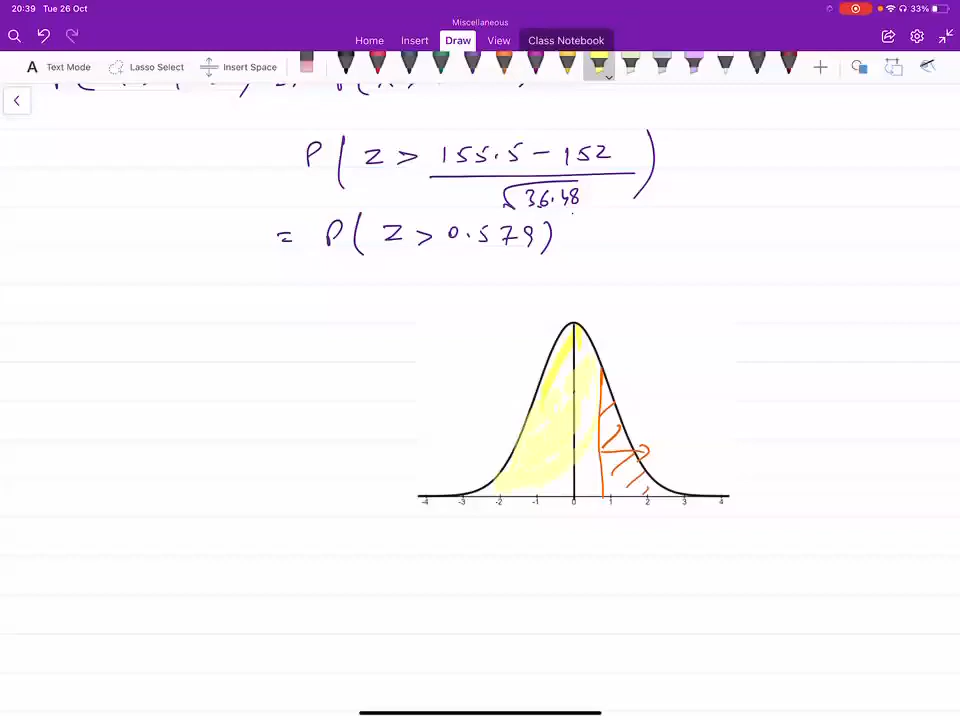 20:39 Tue 26 Oct
33%
Miscellaneous
Home Insert Draw View Class Notebook
A Text Mode Lasso Select Insert Space
P( Z > 155.5 - 152
√36.48 )
= P( Z > 0.579)
-4 -3 -2 -1 0 1 2 3 4